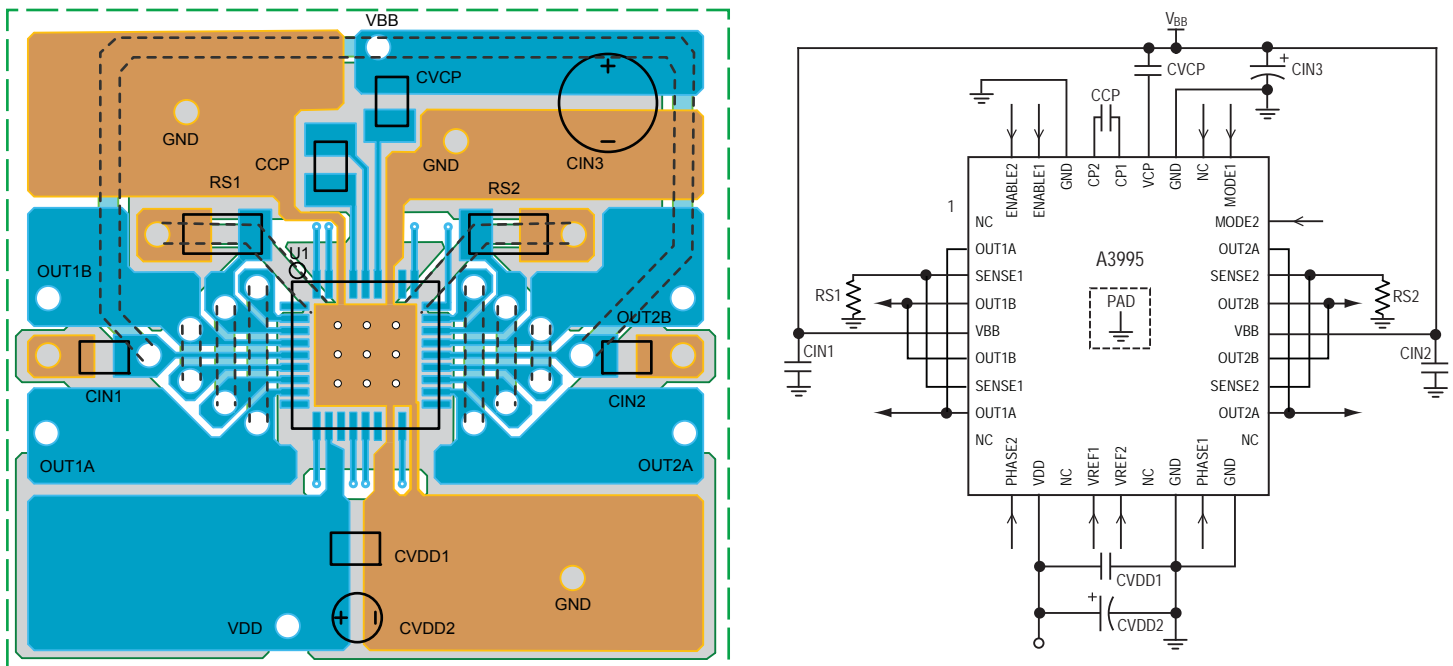 VBB
CVCP
GND
CCP
GND
CIN3
RS1
RS2
U1
OUT1B
OUT2B
CIN1
CIN2
OUT1A
OUT2A
CVDD1
GND
VDD
CVDD2
VBB
CVCP
CIN3
CCP
ENABLE2
ENABLE1
GND
CP2
CP1
VCP
GND
NC
MODE1
1
NC
OUT1A
SENSE1
OUT1B
VBB
OUT1B
SENSE1
OUT1A
NC
A3995
PAD
MODE2
OUT2A
SENSE2
OUT2B
VBB
OUT2B
SENSE2
OUT2A
NC
RS1
RS2
CIN1
CIN2
PHASE2
VDD
NC
VREF1
VREF2
NC
GND
PHASE1
GND
CVDD1
CVDD2